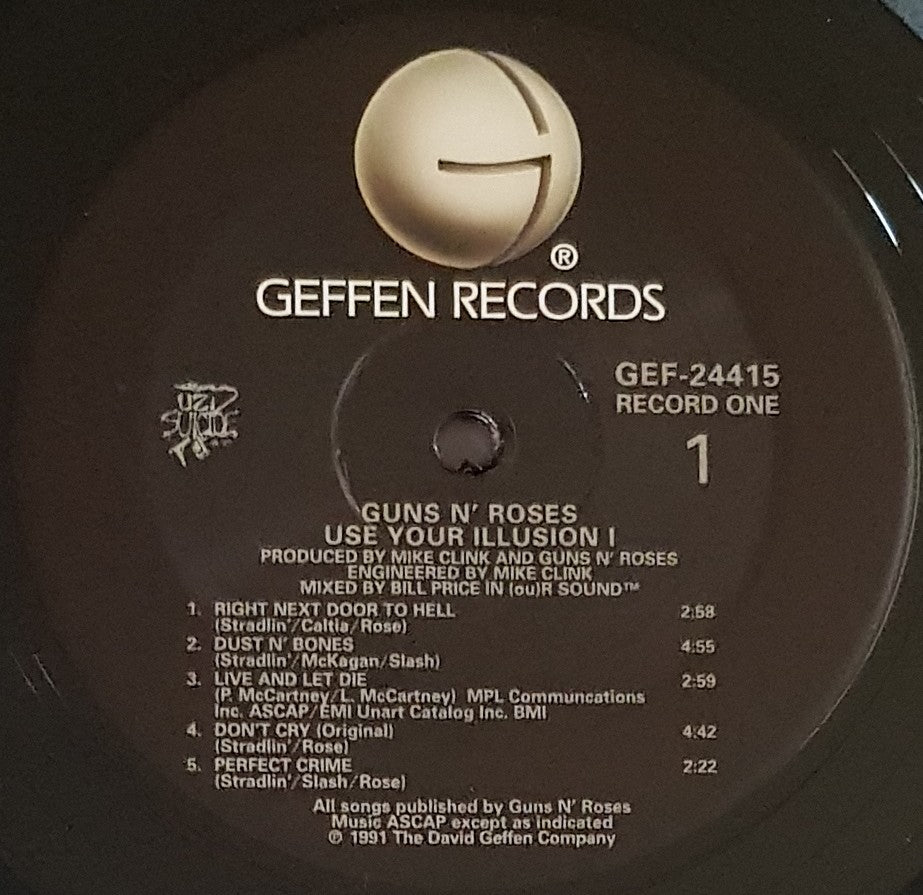 ®
GEFFEN RECORDS
UZI
SUICIDE
GEF-24415
RECORD ONE
1
GUNS N' ROSES
USE YOUR ILLUSION I
PRODUCED BY MIKE CLINK AND GUNS N' ROSES
ENGINEERED BY MIKE CLINK
MIXED BY BILL PRICE IN (ou)R SOUND™
1. RIGHT NEXT DOOR TO HELL 2:58
(Stradlin'/Caltia/Rose)
2. DUST N' BONES 4:55
(Stradlin'/McKagan/Slash)
3. LIVE AND LET DIE 2:59
(P. McCartney/L. McCartney) MPL Communcations
Inc. ASCAP/EMI Unart Catalog Inc. BMI
4. DON'T CRY (Original) 4:42
(Stradlin'/Rose)
5. PERFECT CRIME 2:22
(Stradlin'/Slash/Rose)
All songs published by Guns N' Roses
Music ASCAP except as indicated
℗ 1991 The David Geffen Company